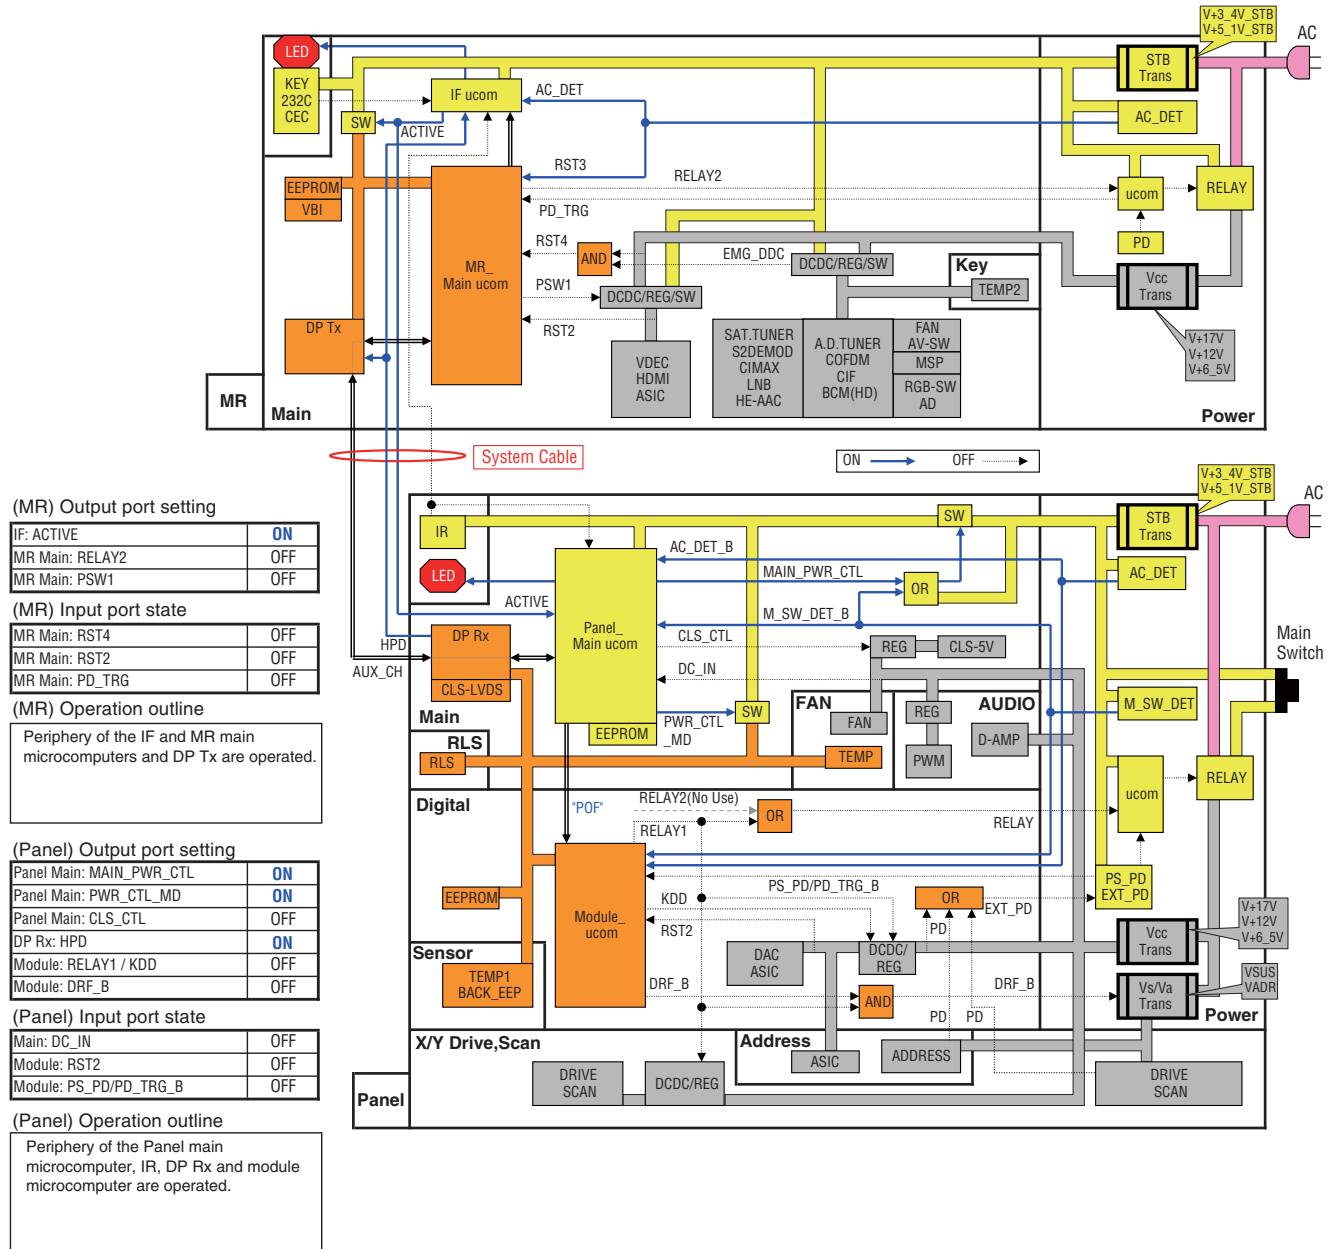 V+3_4V_STB
V+5_1V_STB
AC
LED
STB
Trans
KEY
232C
CEC
IF ucom
AC_DET
AC_DET
SW
ACTIVE
RST3
RELAY2
EEPROM
VBI
ucom
RELAY
PD_TRG
RST4
AND
EMG_DDC
PD
MR_
Main ucom
DCDC/REG/SW
Key
TEMP2
Vcc
Trans
PSW1
DCDC/REG/SW
RST2
DP Tx
V+17V
V+12V
V+6_5V
VDEC
HDMI
ASIC
SAT.TUNER
S2DEMOD
CIMAX
LNB
HE-AAC
A.D.TUNER
COFDM
CIF
BCM(HD)
FAN
AV-SW
MSP
RGB-SW
AD
MR
Main
Power
System Cable
ON
OFF
(MR) Output port setting
IF: ACTIVE ON
MR Main: RELAY2 OFF
MR Main: PSW1 OFF
(MR) Input port state
MR Main: RST4 OFF
MR Main: RST2 OFF
MR Main: PD_TRG OFF
(MR) Operation outline
Periphery of the IF and MR main
microcomputers and DP Tx are operated.
(Panel) Output port setting
Panel Main: MAIN_PWR_CTL ON
Panel Main: PWR_CTL_MD ON
Panel Main: CLS_CTL OFF
DP Rx: HPD ON
Module: RELAY1 / KDD OFF
Module: DRF_B OFF
(Panel) Input port state
Main: DC_IN OFF
Module: RST2 OFF
Module: PS_PD/PD_TRG_B OFF
(Panel) Operation outline
Periphery of the Panel main
microcomputer, IR, DP Rx and module
microcomputer are operated.
V+3_4V_STB
V+5_1V_STB
AC
IR
SW
STB
Trans
LED
AC_DET_B
MAIN_PWR_CTL
OR
AC_DET
ACTIVE
M_SW_DET_B
Panel_
Main ucom
DP Rx
HPD
AUX_CH
CLS-LVDS
CLS_CTL
REG
CLS-5V
Main
Switch
DC_IN
Main
FAN
AUDIO
M_SW_DET
SW
FAN
REG
PWR_CTL
_MD
EEPROM
D-AMP
RLS
RLS
TEMP
PWM
ucom
RELAY
Digital
"POF"
RELAY2(No Use)
RELAY1
OR
RELAY
EEPROM
Module_
ucom
PS_PD/PD_TRG_B
PS_PD
EXT_PD
KDD
RST2
OR
EXT_PD
PD
V+17V
V+12V
V+6_5V
Vcc
Trans
Sensor
TEMP1
BACK_EEP
DAC
ASIC
DCDC/
REG
VSUS
VADR
DRF_B
AND
DRF_B
Vs/Va
Trans
PD
PD
Power
X/Y Drive,Scan
Address
ASIC
ADDRESS
DRIVE
SCAN
DCDC/REG
DRIVE
SCAN
Panel